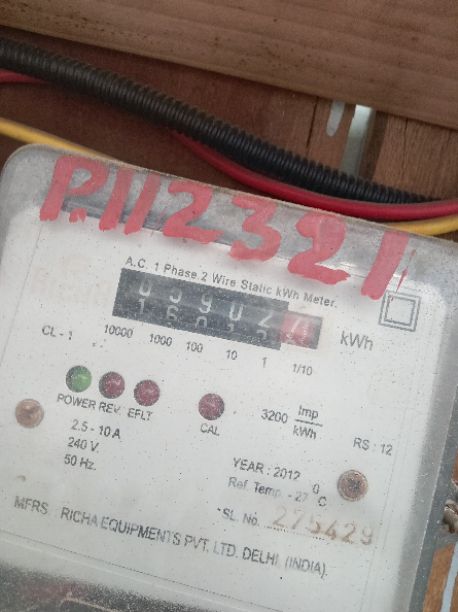 P.112321
A.C. 1 Phase 2 Wire Static kWh Meter.
kWh
CL - 1 10000 1000 100 10 1 1/10
POWER REV. EFLT CAL
3200 Imp/kWh
2.5 - 10 A
240 V.
50 Hz.
RS : 12
YEAR : 2012
Ref. Temp. - 27 °C
SL. No. 275429
MFRS : RICHA EQUIPMENTS PVT. LTD. DELHI. (INDIA)